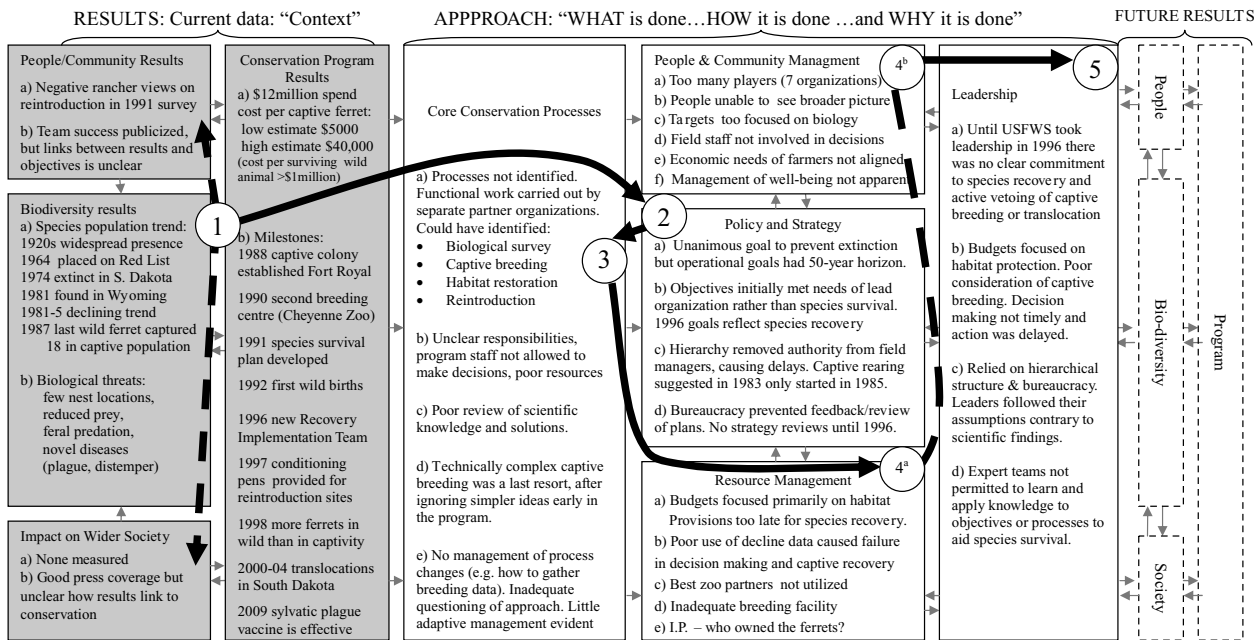 RESULTS: Current data: “Context”
APPPROACH: “WHAT is done…HOW it is done …and WHY it is done”
FUTURE RESULTS
People/Community Results
a) Negative rancher views on
reintroduction in 1991 survey
b) Team success publicized,
but links between results and
objectives is unclear
Biodiversity results
a) Species population trend:
1920s widespread presence
1964 placed on Red List
1974 extinct in S. Dakota
1981 found in Wyoming
1981-5 declining trend
1987 last wild ferret captured
18 in captive population
b) Biological threats:
few nest locations,
reduced prey,
feral predation,
novel diseases
(plague, distemper)
Impact on Wider Society
a) None measured
b) Good press coverage but
unclear how results link to
conservation
1
Conservation Program
Results
a) $12million spend
cost per captive ferret:
low estimate $5000
high estimate $40,000
(cost per surviving wild
animal >$1million)
b) Milestones:
1988 captive colony
established Fort Royal
1990 second breeding
centre (Cheyenne Zoo)
1991 species survival
plan developed
1992 first wild births
1996 new Recovery
Implementation Team
1997 conditioning
pens provided for
reintroduction sites
1998 more ferrets in
wild than in captivity
2000-04 translocations
in South Dakota
2009 sylvatic plague
vaccine is effective
Core Conservation Processes
a) Processes not identified.
Functional work carried out by
separate partner organizations.
Could have identified:
• Biological survey
• Captive breeding
• Habitat restoration
• Reintroduction
b) Unclear responsibilities,
program staff not allowed to
make decisions, poor resources
c) Poor review of scientific
knowledge and solutions.
d) Technically complex captive
breeding was a last resort, after
ignoring simpler ideas early in
the program.
e) No management of process
changes (e.g. how to gather
breeding data). Inadequate
questioning of approach. Little
adaptive management evident
3
2
People & Community Managment
a) Too many players (7 organizations)
b) People unable to see broader picture
c) Targets too focused on biology
d) Field staff not involved in decisions
e) Economic needs of farmers not aligned
f) Management of well-being not apparent
4b
Policy and Strategy
a) Unanimous goal to prevent extinction
but operational goals had 50-year horizon.
b) Objectives initially met needs of lead
organization rather than species survival.
1996 goals reflect species recovery
c) Hierarchy removed authority from field
managers, causing delays. Captive rearing
suggested in 1983 only started in 1985.
d) Bureaucracy prevented feedback/review
of plans. No strategy reviews until 1996.
4a
Resource Management
a) Budgets focused primarily on habitat
Provisions too late for species recovery.
b) Poor use of decline data caused failure
in decision making and captive recovery
c) Best zoo partners not utilized
d) Inadequate breeding facility
e) I.P. – who owned the ferrets?
5
Leadership
a) Until USFWS took
leadership in 1996 there
was no clear commitment
to species recovery and
active vetoing of captive
breeding or translocation
b) Budgets focused on
habitat protection. Poor
consideration of captive
breeding. Decision
making not timely and
action was delayed.
c) Relied on hierarchical
structure & bureaucracy.
Leaders followed their
assumptions contrary to
scientific findings.
d) Expert teams not
permitted to learn and
apply knowledge to
objectives or processes to
aid species survival.
People
Bio-diversity
Society
Program